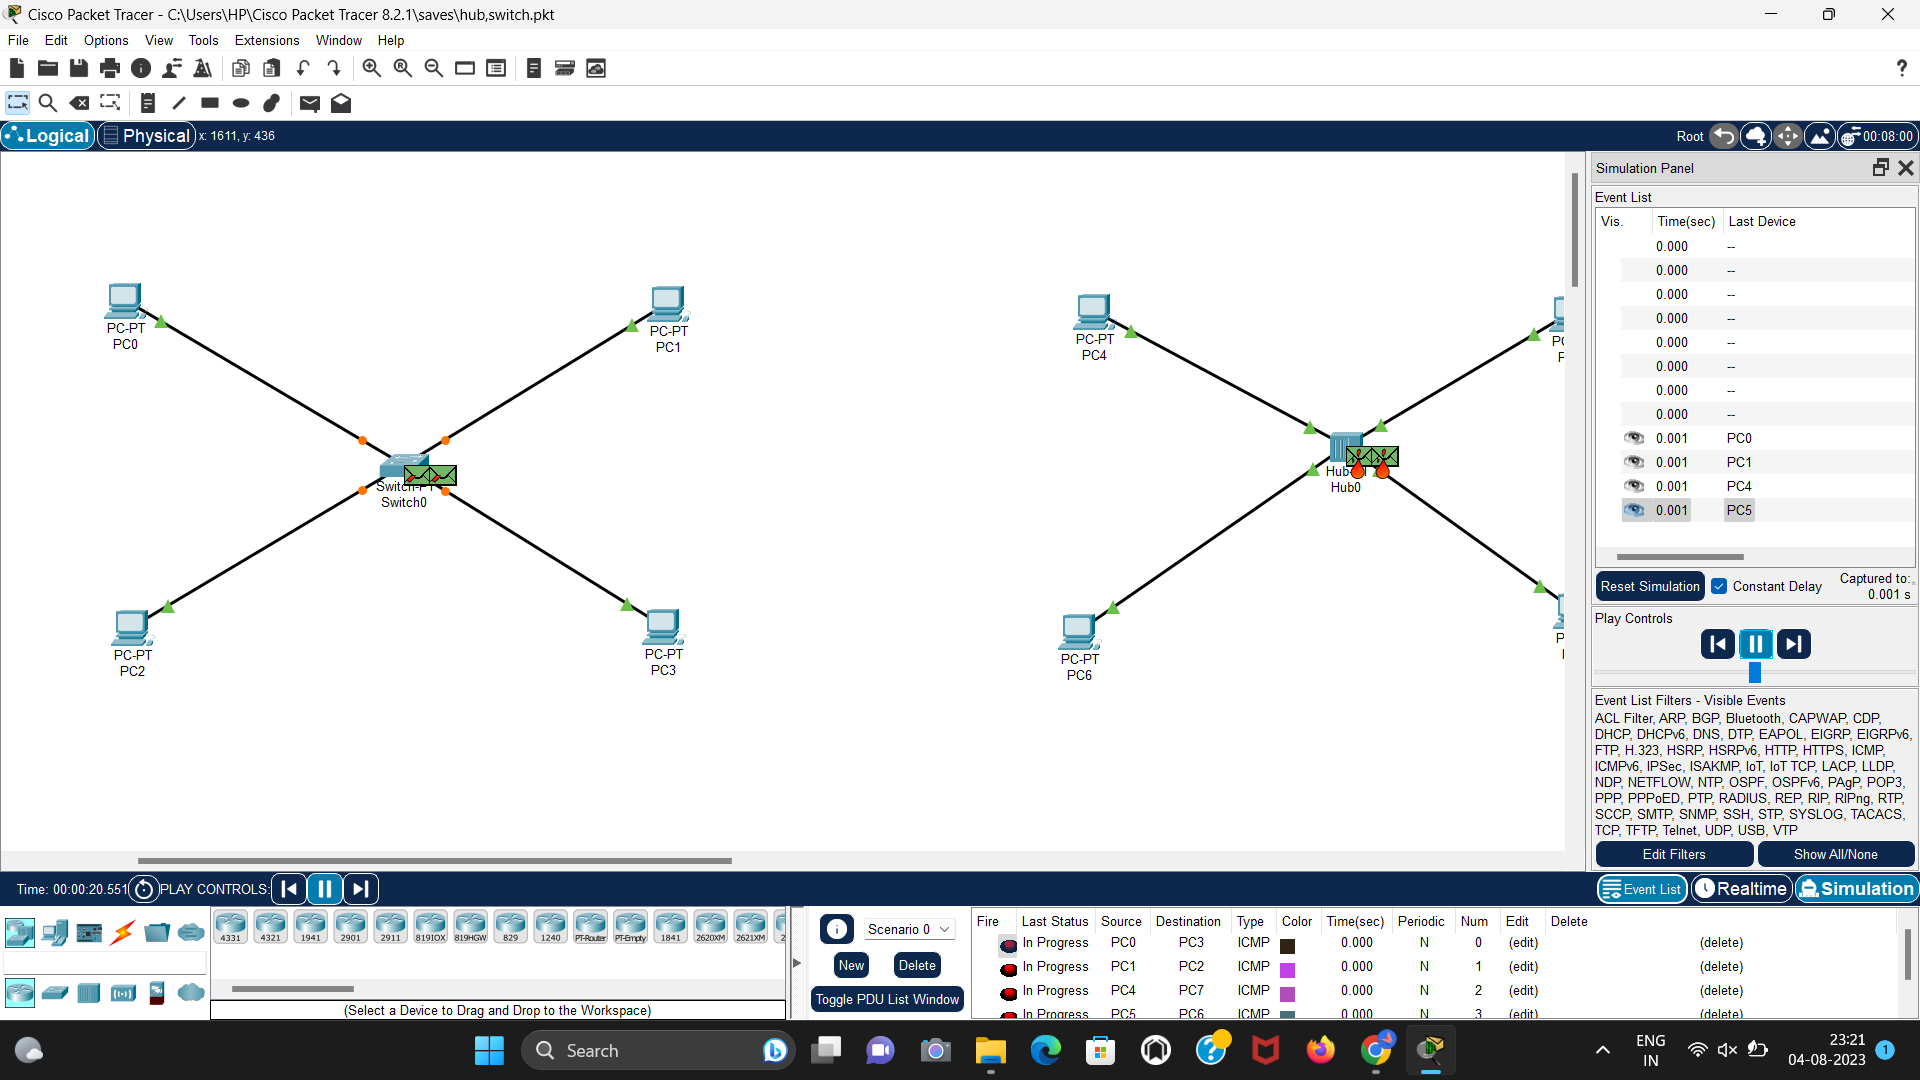 Cisco Packet Tracer - C:\Users\HP\Cisco Packet Tracer 8.2.1\saves\hub,switch.pkt
File Edit Options View Tools Extensions Window Help
?
Logical Physical x: 1611, y: 436
Root 00:08:00
Simulation Panel
Event List
Vis. Time(sec) Last Device
0.000 --
0.000 --
0.000 --
0.000 --
0.000 --
0.000 --
0.000 --
0.000 --
0.001 PC0
0.001 PC1
0.001 PC4
0.001 PC5
Reset Simulation Constant Delay Captured to:
0.001 s
Play Controls
Event List Filters - Visible Events
ACL Filter, ARP, BGP, Bluetooth, CAPWAP, CDP,
DHCP, DHCPv6, DNS, DTP, EAPOL, EIGRP, EIGRPv6,
FTP, H.323, HSRP, HSRPv6, HTTP, HTTPS, ICMP,
ICMPv6, IPSec, ISAKMP, IoT, IoT TCP, LACP, LLDP,
NDP, NETFLOW, NTP, OSPF, OSPFv6, PAgP, POP3,
PPP, PPPoED, PTP, RADIUS, REP, RIP, RIPng, RTP,
SCCP, SMTP, SNMP, SSH, STP, SYSLOG, TACACS,
TCP, TFTP, Telnet, UDP, USB, VTP
Edit Filters Show All/None
Event List Realtime Simulation
PC-PT
PC0
PC-PT
PC1
Switch-PT
Switch0
PC-PT
PC2
PC-PT
PC3
PC-PT
PC4
Hub0
PC-PT
PC6
Time: 00:00:20.551 PLAY CONTROLS:
4331 4321 1941 2901 2911 819IOX 819HGW 829 1240 PT-Router PT-Empty 1841 2620XM 2621XM
(Select a Device to Drag and Drop to the Workspace)
Scenario 0
New Delete
Toggle PDU List Window
Fire Last Status Source Destination Type Color Time(sec) Periodic Num Edit Delete
In Progress PC0 PC3 ICMP 0.000 N 0 (edit) (delete)
In Progress PC1 PC2 ICMP 0.000 N 1 (edit) (delete)
In Progress PC4 PC7 ICMP 0.000 N 2 (edit) (delete)
In Progress PC5 PC6 ICMP 0.000 N 3 (edit) (delete)
Search
ENG
IN
23:21
04-08-2023
1